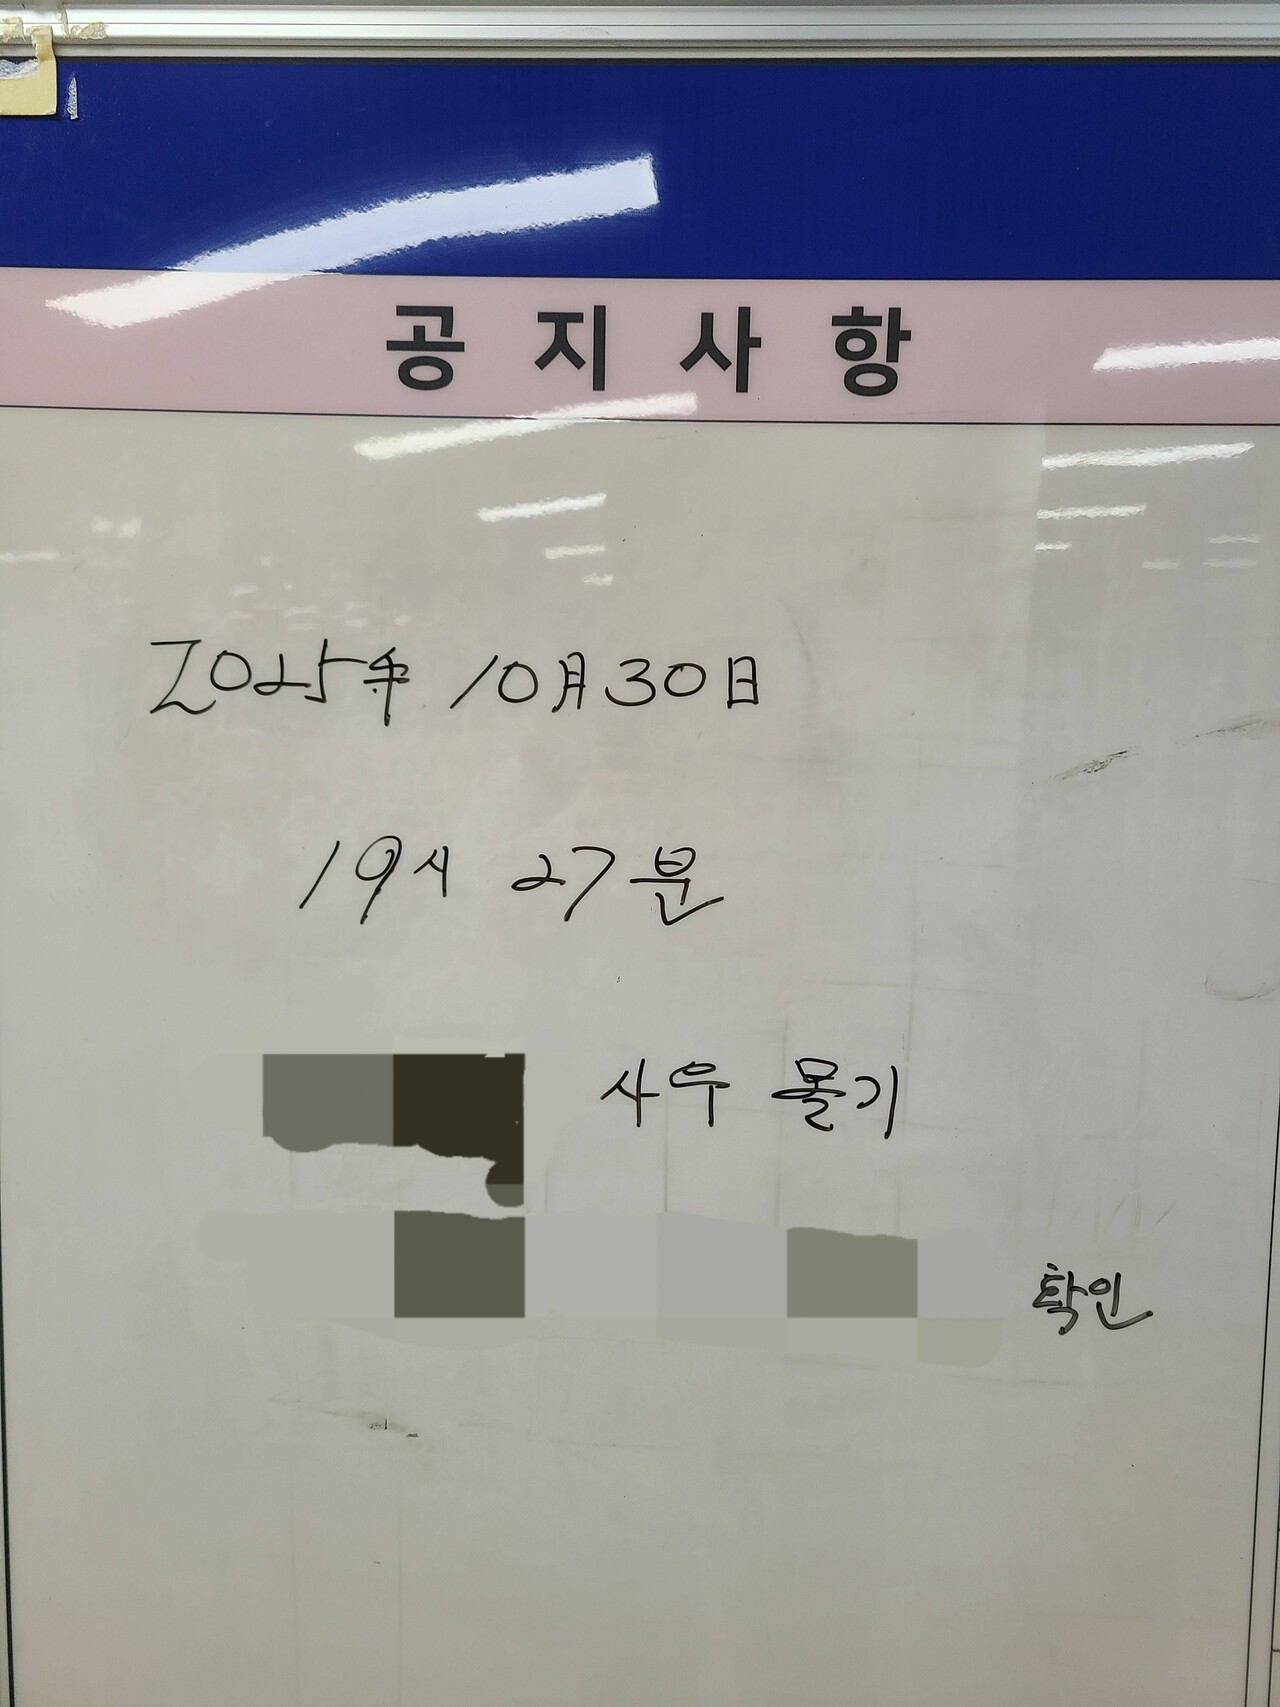 공지사항
2025年 10月 30日
19시 27분
사우 물기
확인